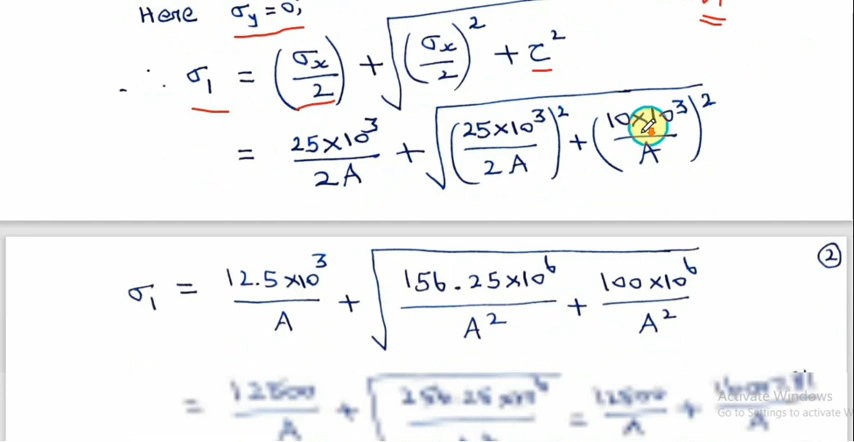 Here σy = 0,
∴ σ1 = (σx/2) + √((σx/2)² + τ²)
= 25×10³/2A + √((25×10³/2A)² + (10×10³/A)²)
②
σ1 = 12.5×10³/A + √(156.25×10⁶/A² + 100×10⁶/A²)
= 12500/A + √(256.25×10⁶ = 12500/A +
Activate Windows
Go to Settings to activate W